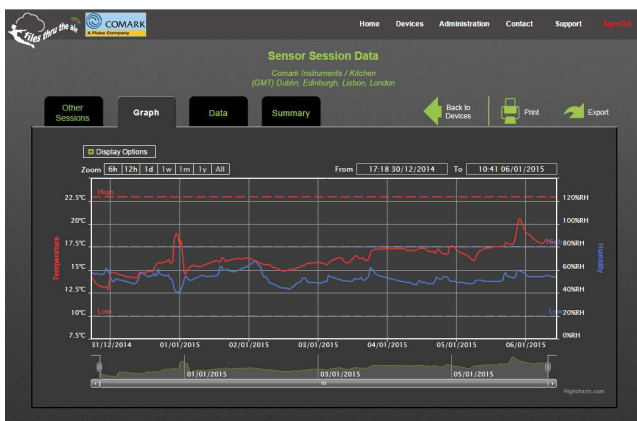 files thru the air
COMARK
A Fluke Company
Home Devices Administration Contact Support Sign Out
Sensor Session Data
Comark Instruments / Kitchen
(GMT) Dublin, Edinburgh, Lisbon, London
Other Sessions
Graph
Data
Summary
Back to Devices
Print
Export
Display Options
Zoom 6h 12h 1d 1w 1m 1y All
From 17:18 30/12/2014 To 10:41 06/01/2015
High
22.5℃ 120%RH
20℃ 100%RH
High
17.5℃ 80%RH
15℃ 60%RH
12.5℃ 40%RH
Low Low
10℃ 20%RH
7.5℃ 0%RH
Temperature
Humidity
31/12/2014 01/01/2015 02/01/2015 03/01/2015 04/01/2015 05/01/2015 06/01/2015
01/01/2015 03/01/2015 05/01/2015
Highcharts.com